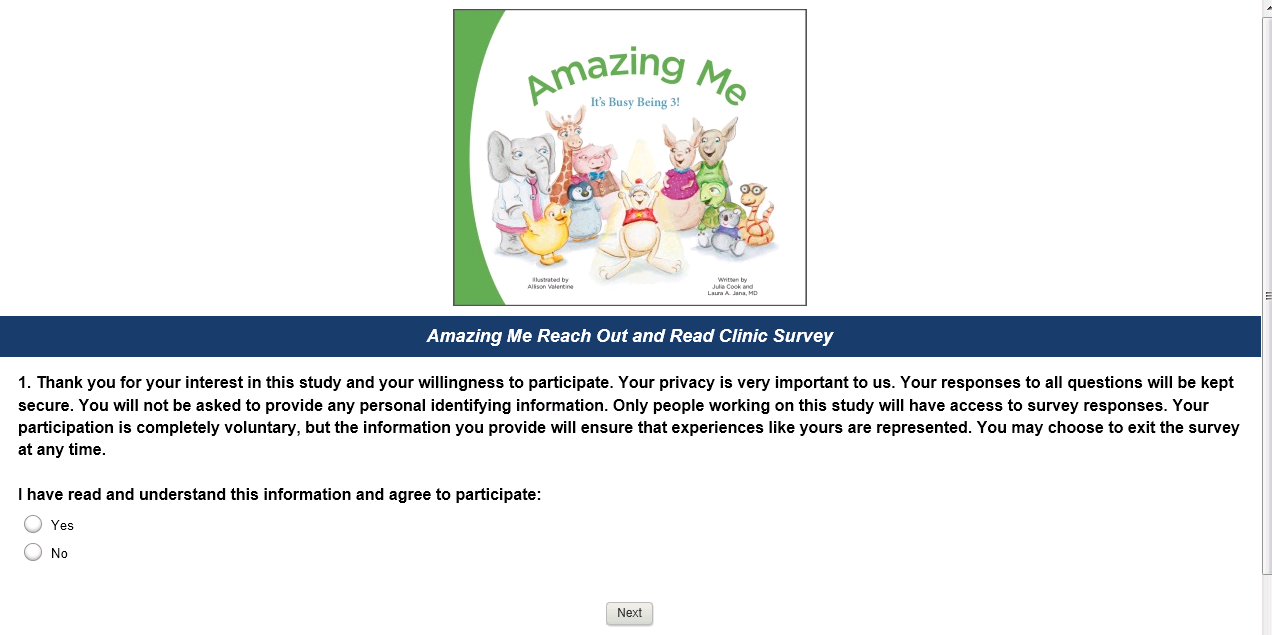 Amazing Me
It's Busy Being 3!
Illustrated by
Allison Valentine
Written by
Julia Cook and
Laura A. Jana, MD
Amazing Me Reach Out and Read Clinic Survey
1. Thank you for your interest in this study and your willingness to participate. Your privacy is very important to us. Your responses to all questions will be kept
secure. You will not be asked to provide any personal identifying information. Only people working on this study will have access to survey responses. Your
participation is completely voluntary, but the information you provide will ensure that experiences like yours are represented. You may choose to exit the survey
at any time.
I have read and understand this information and agree to participate:
Yes
No
Next